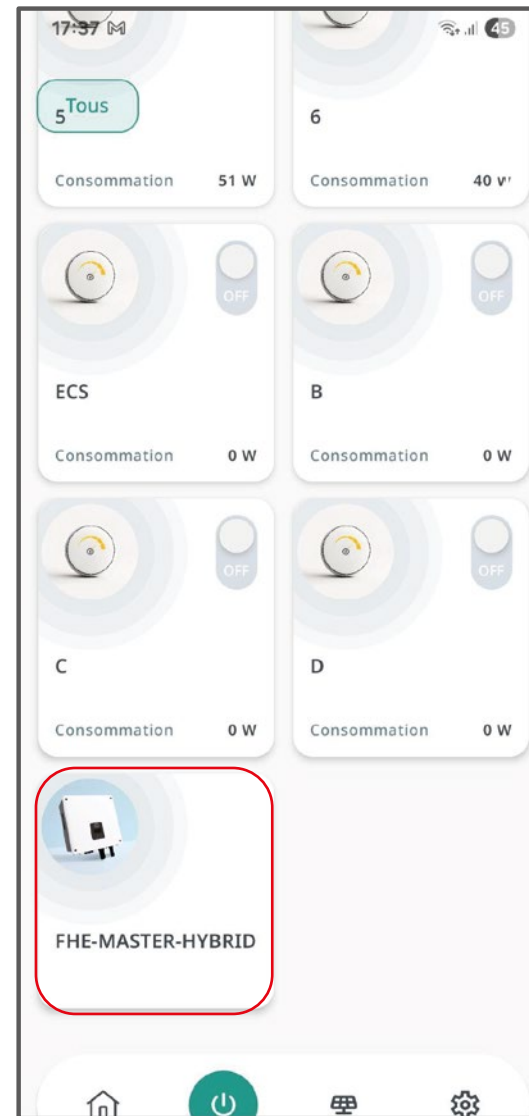 17:37 45
Tous
5 6
Consommation 51 W Consommation 40
OFF OFF
ECS B
Consommation 0 W Consommation 0 W
OFF OFF
C D
Consommation 0 W Consommation 0 W
FHE-MASTER-HYBRID